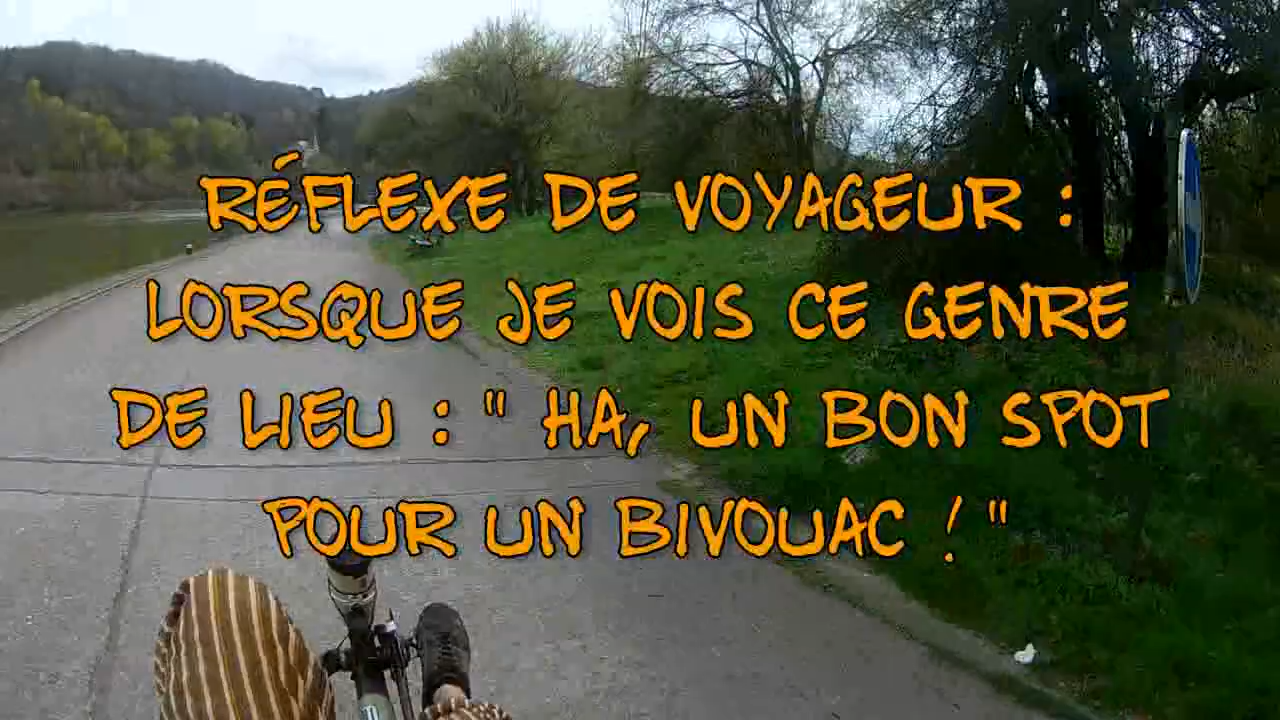 RÉFLEXE DE VOYAGEUR :
LORSQUE JE VOIS CE GENRE
DE LIEU : " HA, UN BON SPOT
POUR UN BIVOUAC ! "